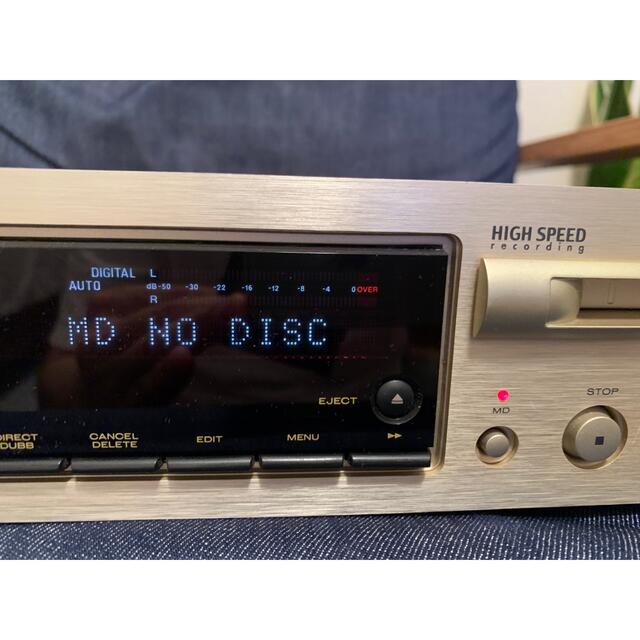 HIGH SPEED
recording
DIGITAL L
AUTO dB-50 -30 -22 -16 -12 -8 -4 0 OVER
R
MD NO DISC
EJECT
MD
STOP
DIRECT
DUBB
CANCEL
DELETE
EDIT
MENU